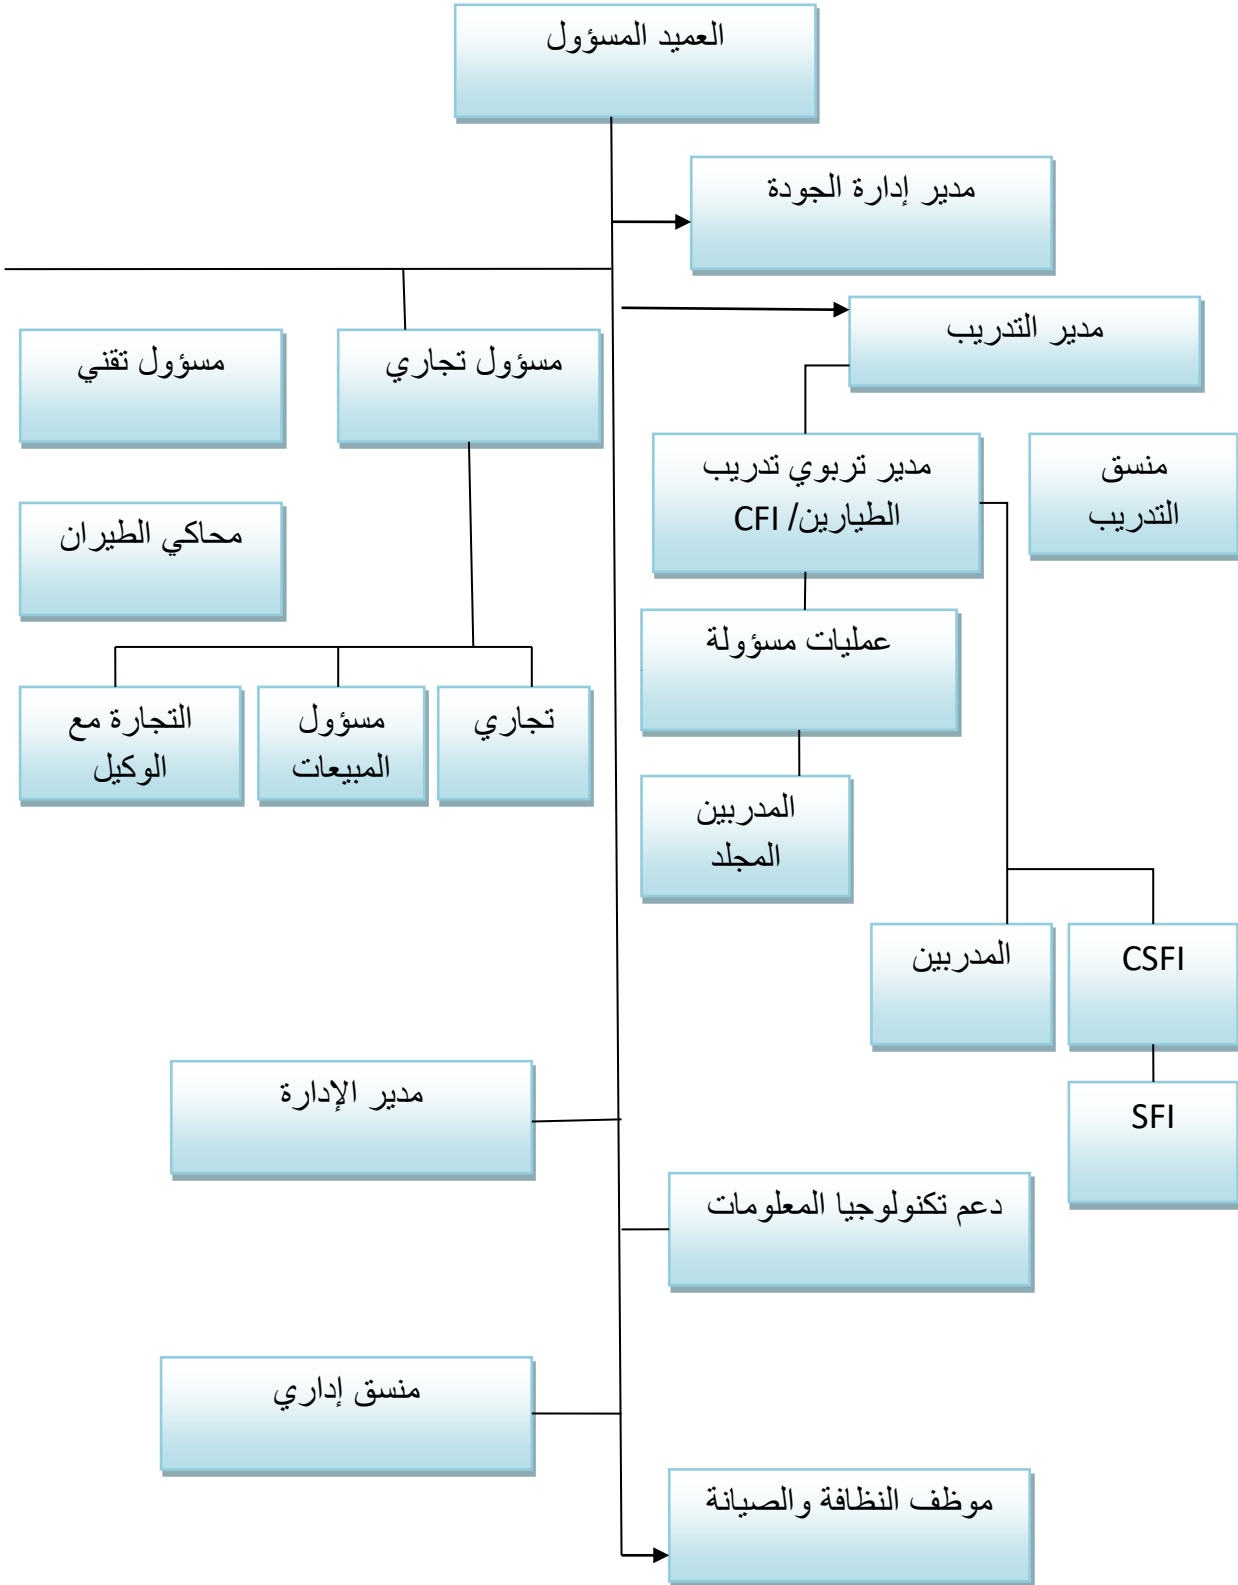 العميد المسؤول
مدير إدارة الجودة
مدير التدريب
مسؤول تجاري
مسؤول تقني
منسق
التدريب
مدير تربوي تدريب
الطيارين/ CFI
محاكي الطيران
عمليات مسؤولة
تجاري
مسؤول
المبيعات
التجارة مع
الوكيل
المدربين
المجلد
CSFI
المدربين
مدير الإدارة
SFI
دعم تكنولوجيا المعلومات
منسق إداري
موظف النظافة والصيانة